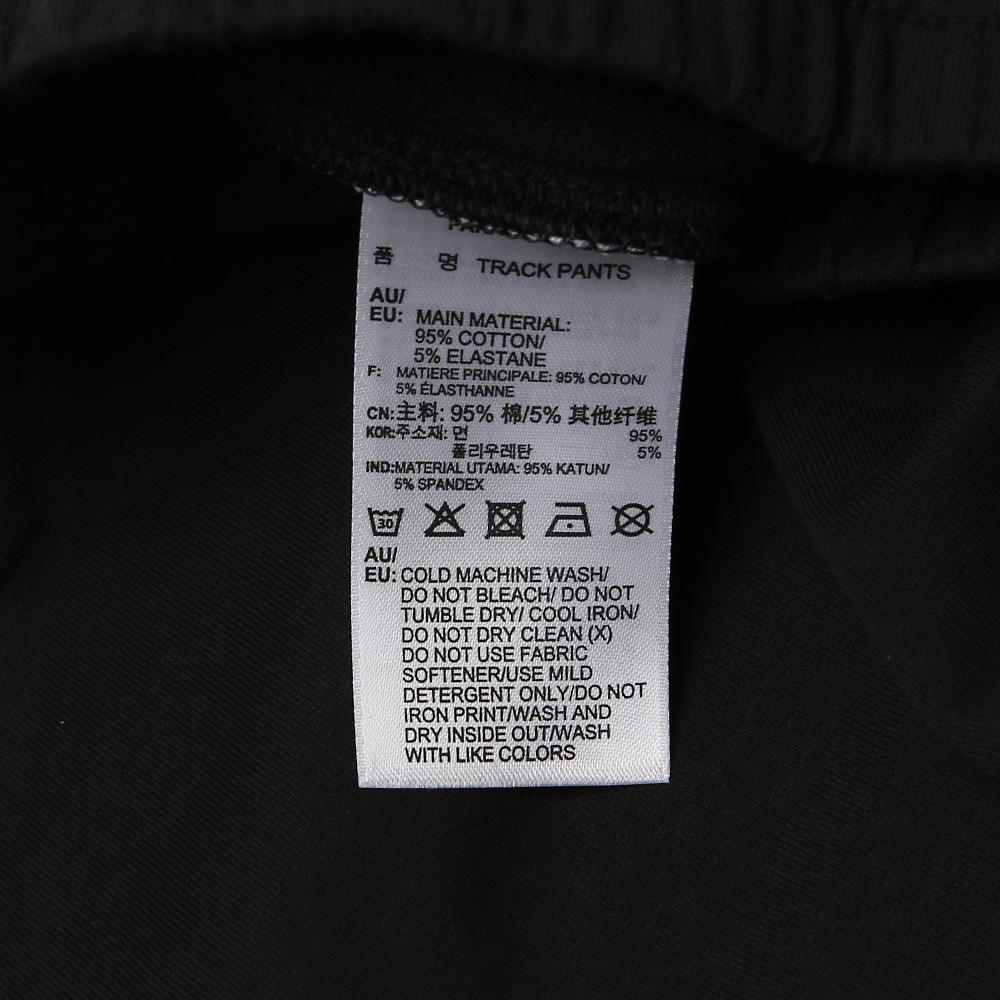 품 명 TRACK PANTS
AU/
EU: MAIN MATERIAL:
95% COTTON/
5% ELASTANE
F: MATIERE PRINCIPALE: 95% COTON/
5% ÉLASTHANNE
CN:主料: 95% 棉/5% 其他纤维
KOR:주소재: 면 95%
폴리우레탄 5%
IND:MATERIAL UTAMA: 95% KATUN/
5% SPANDEX
30
AU/
EU: COLD MACHINE WASH/
DO NOT BLEACH/ DO NOT
TUMBLE DRY/ COOL IRON/
DO NOT DRY CLEAN (X)
DO NOT USE FABRIC
SOFTENER/USE MILD
DETERGENT ONLY/DO NOT
IRON PRINT/WASH AND
DRY INSIDE OUT/WASH
WITH LIKE COLORS